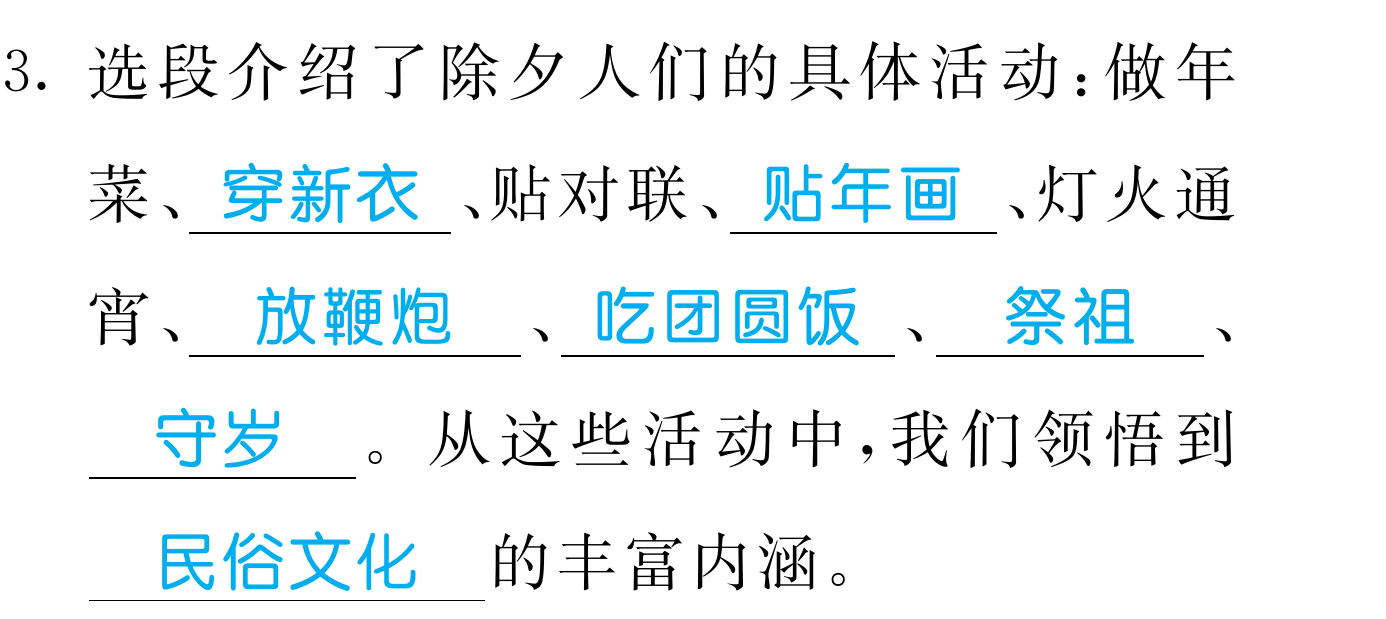 3. 选段介绍了除夕人们的具体活动:做年
菜、穿新衣、贴对联、贴年画、灯火通
宵、放鞭炮、吃团圆饭、祭祖、
守岁。从这些活动中,我们领悟到
民俗文化的丰富内涵。